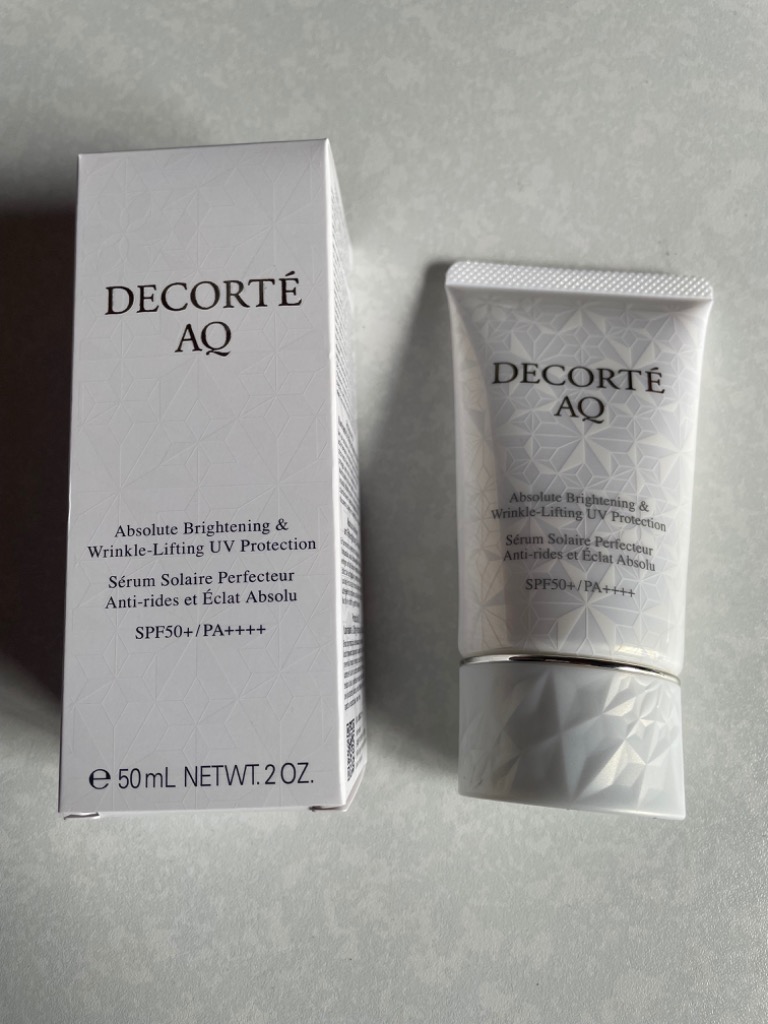 DECORTÉ
AQ
Absolute Brightening &
Wrinkle-Lifting UV Protection
Sérum Solaire Perfecteur
Anti-rides et Éclat Absolu
SPF50+/PA++++
℮ 50mL NETWT. 2 OZ.
DECORTÉ
AQ
Absolute Brightening &
Wrinkle-Lifting UV Protection
Sérum Solaire Perfecteur
Anti-rides et Éclat Absolu
SPF50+/PA++++